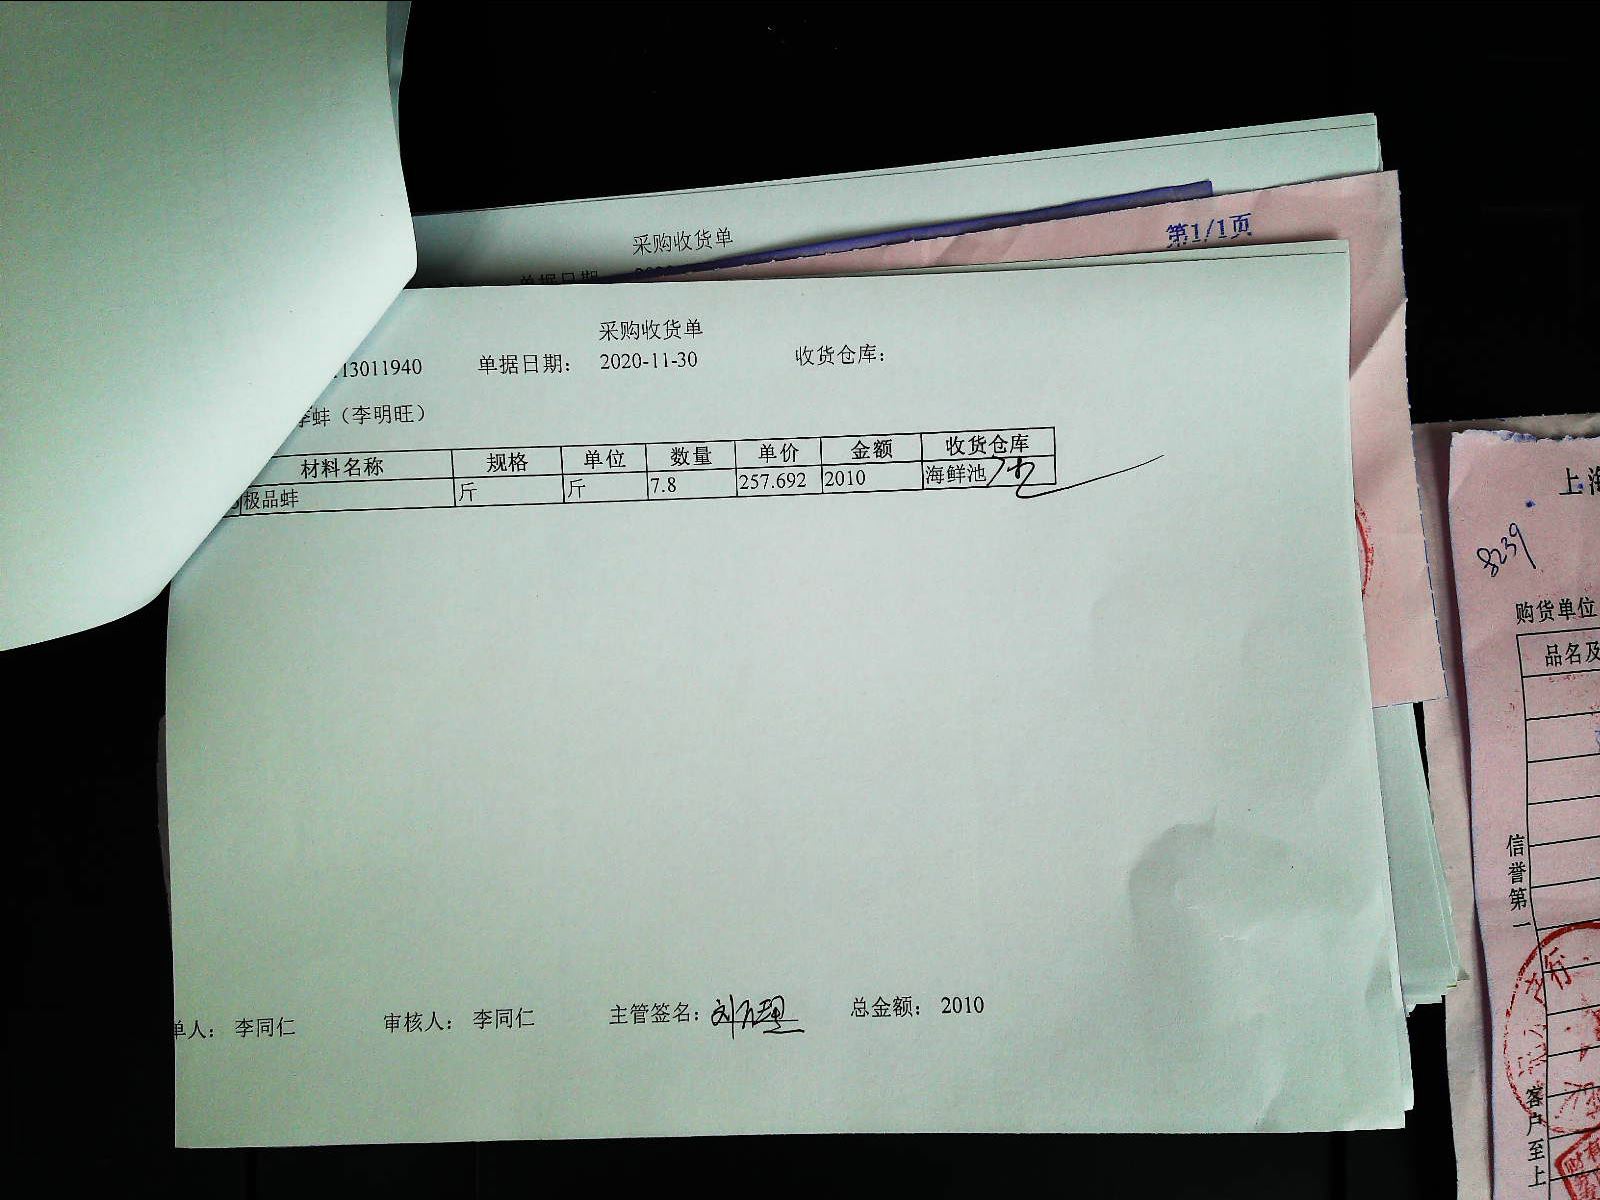 采购收货单
单据日期
第1/1页
采购收货单
13011940 单据日期: 2020-11-30 收货仓库:
蚌（李明旺）
材料名称 规格 单位 数量 单价 金额 收货仓库
极品蚌 斤 斤 7.8 257.692 2010 海鲜池
单人: 李同仁 审核人: 李同仁 主管签名: 总金额: 2010
上海
8239
购货单位
品名及
信誉第一
客户至上